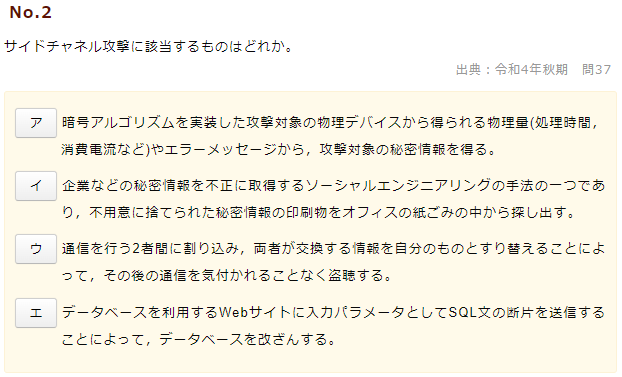 No.2
サイドチャネル攻撃に該当するものはどれか。
出典：令和4年秋期　問37
ア 暗号アルゴリズムを実装した攻撃対象の物理デバイスから得られる物理量(処理時間，
消費電流など)やエラーメッセージから，攻撃対象の秘密情報を得る。
イ 企業などの秘密情報を不正に取得するソーシャルエンジニアリングの手法の一つであ
り，不用意に捨てられた秘密情報の印刷物をオフィスの紙ごみの中から探し出す。
ウ 通信を行う2者間に割り込み，両者が交換する情報を自分のものとすり替えることによ
って，その後の通信を気付かれることなく盗聴する。
エ データベースを利用するWebサイトに入力パラメータとしてSQL文の断片を送信する
ことによって，データベースを改ざんする。